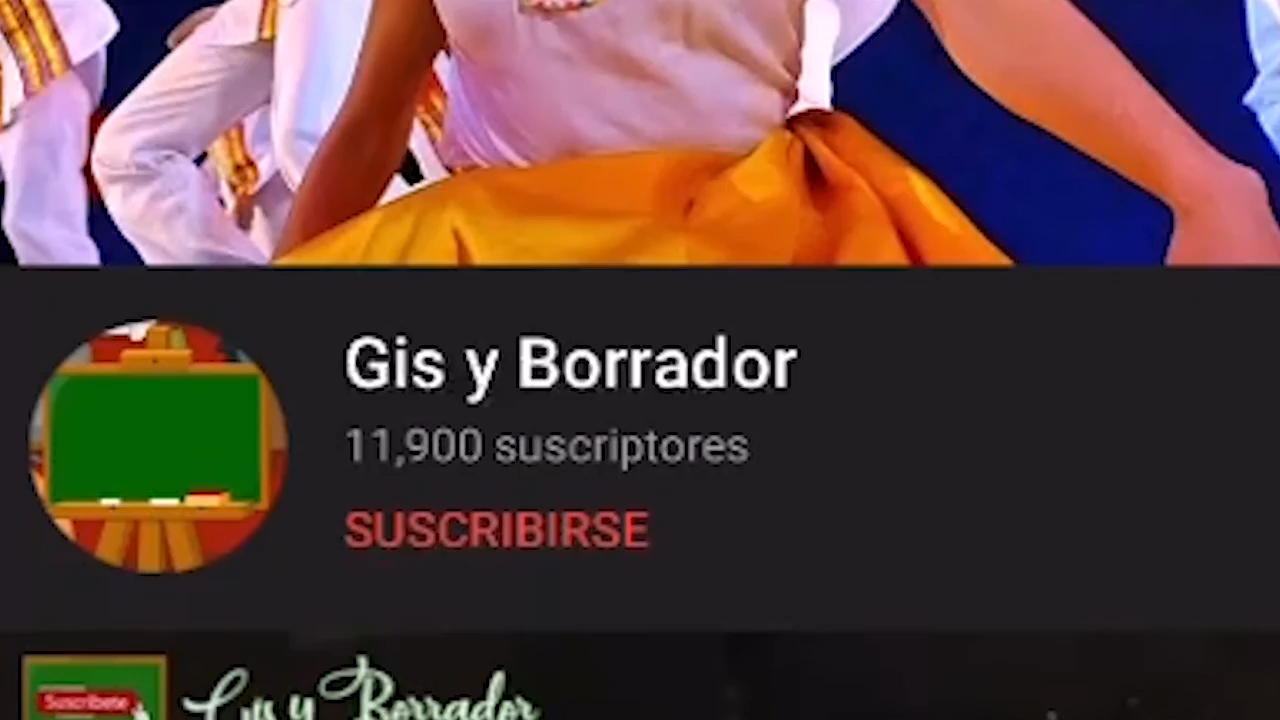 Gis y Borrador
11,900 suscriptores
SUSCRIBIRSE
Suscríbete
Gis y Borrador